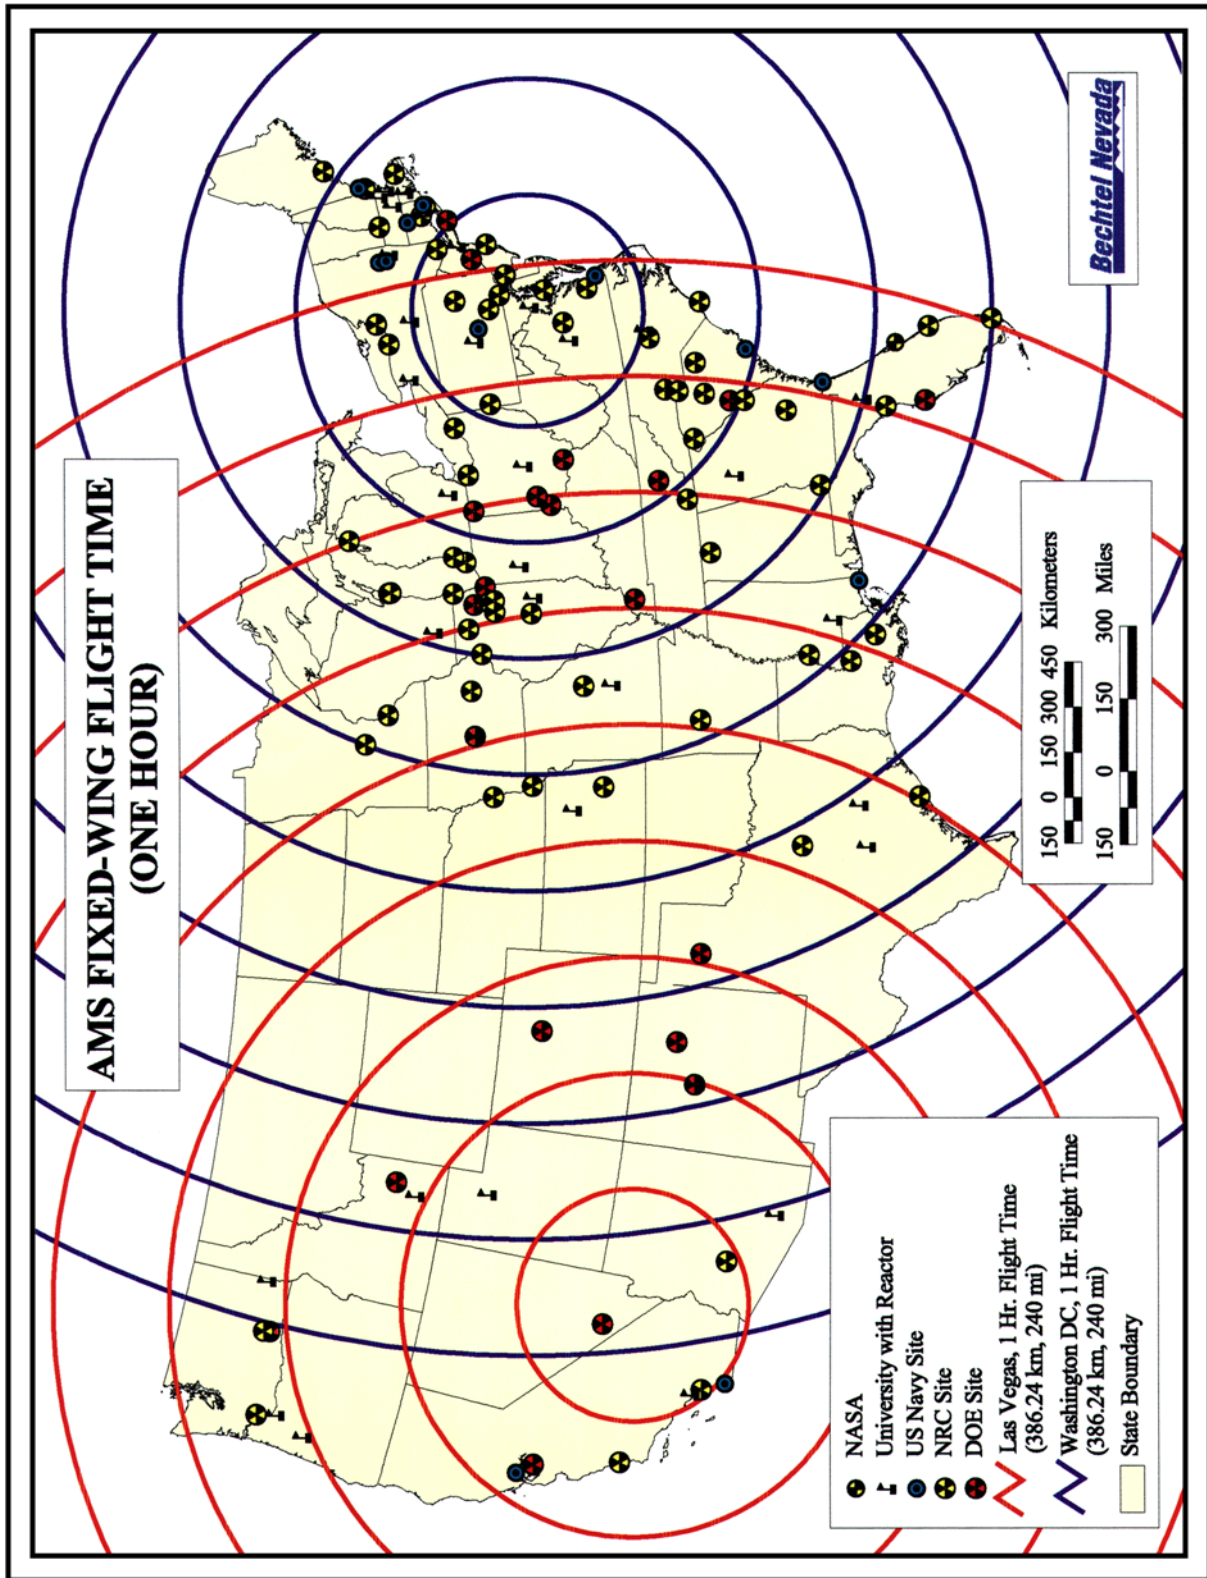 AMS FIXED-WING FLIGHT TIME
(ONE HOUR)
NASA
University with Reactor
US Navy Site
NRC Site
DOE Site
Las Vegas, 1 Hr. Flight Time
(386.24 km, 240 mi)
Washington DC, 1 Hr. Flight Time
(386.24 km, 240 mi)
State Boundary
150 0 150 300 450 Kilometers
150 0 150 300 Miles
Bechtel Nevada